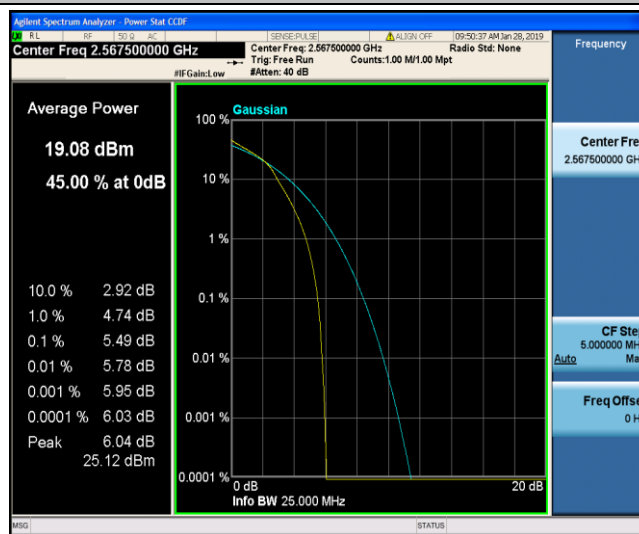 Agilent Spectrum Analyzer - Power Stat CCDF
RL RF 50 Ω AC SENSE:PULSE ALIGN OFF 09:50:37 AM Jan 28, 2019
Center Freq 2.567500000 GHz
Center Freq: 2.567500000 GHz Radio Std: None
Trig: Free Run Counts:1.00 M/1.00 Mpt
#IFGain:Low #Atten: 40 dB
Frequency
Average Power
19.08 dBm
45.00 % at 0dB
10.0 % 2.92 dB
1.0 % 4.74 dB
0.1 % 5.49 dB
0.01 % 5.78 dB
0.001 % 5.95 dB
0.0001 % 6.03 dB
Peak 6.04 dB
25.12 dBm
Gaussian
100 %
10 %
1 %
0.1 %
0.01 %
0.001 %
0.0001 %
0 dB 20 dB
Info BW 25.000 MHz
Center Fre
2.567500000 GH
CF Ste
5.000000 MH
Auto Ma
Freq Offse
0 H
MSG STATUS